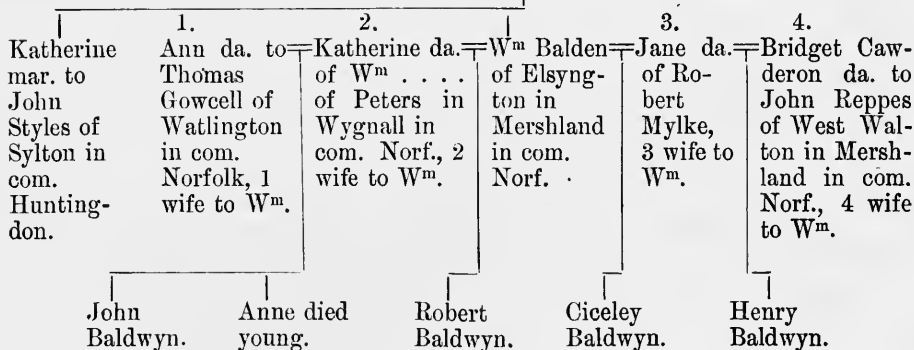 1. 2. 3. 4.
Katherine
mar. to
John
Styles of
Sylton in
com.
Hunting-
don.
Ann da. to
Thomas
Gowcell of
Watlington
in com.
Norfolk, 1
wife to Wᵐ.
Katherine da.
of Wᵐ . . . .
of Peters in
Wygnall in
com. Norf., 2
wife to Wᵐ.
Wᵐ Balden
of Elsyng-
ton in
Mershland
in com.
Norf.
Jane da.
of Ro-
bert
Mylke,
3 wife to
Wᵐ.
Bridget Caw-
deron da. to
John Reppes
of West Wal-
ton in Mersh-
land in com.
Norf., 4 wife
to Wᵐ.
John
Baldwyn.
Anne died
young.
Robert
Baldwyn.
Ciceley
Baldwyn.
Henry
Baldwyn.